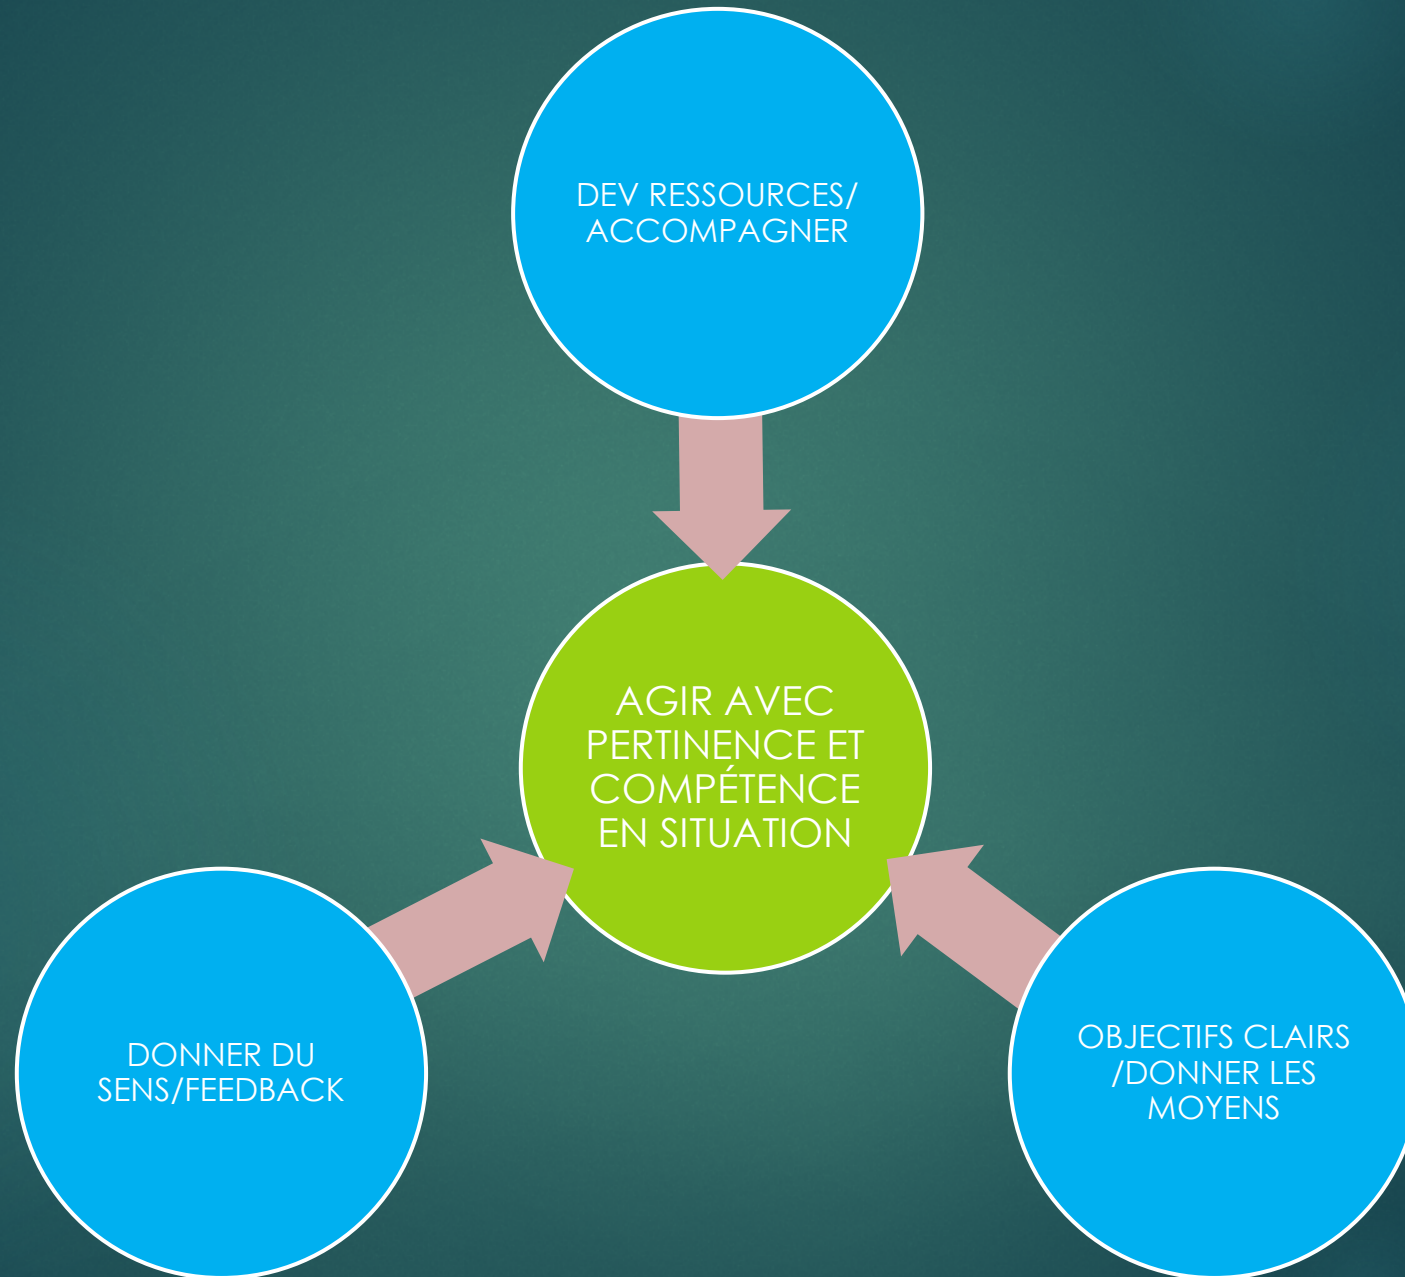 DEV RESSOURCES/
ACCOMPAGNER
AGIR AVEC
PERTINENCE ET
COMPÉTENCE
EN SITUATION
DONNER DU
SENS/FEEDBACK
OBJECTIFS CLAIRS
/DONNER LES
MOYENS